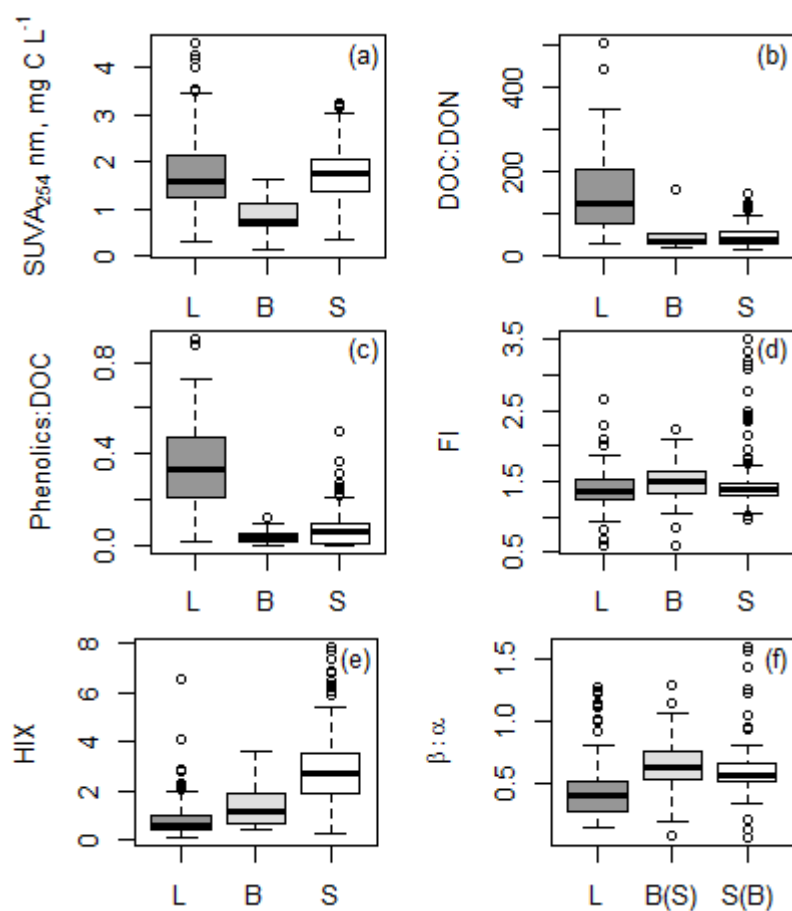 (a)
SUVA254 nm, mg C L-1
4
3
2
1
0
L B S
(b)
DOC:DON
400
200
0
L B S
(c)
Phenolics:DOC
0.8
0.4
0.0
L B S
(d)
FI
3.5
2.5
1.5
0.5
L B S
(e)
HIX
8
6
4
2
0
L B S
(f)
β:α
1.5
1.0
0.5
L B(S) S(B)